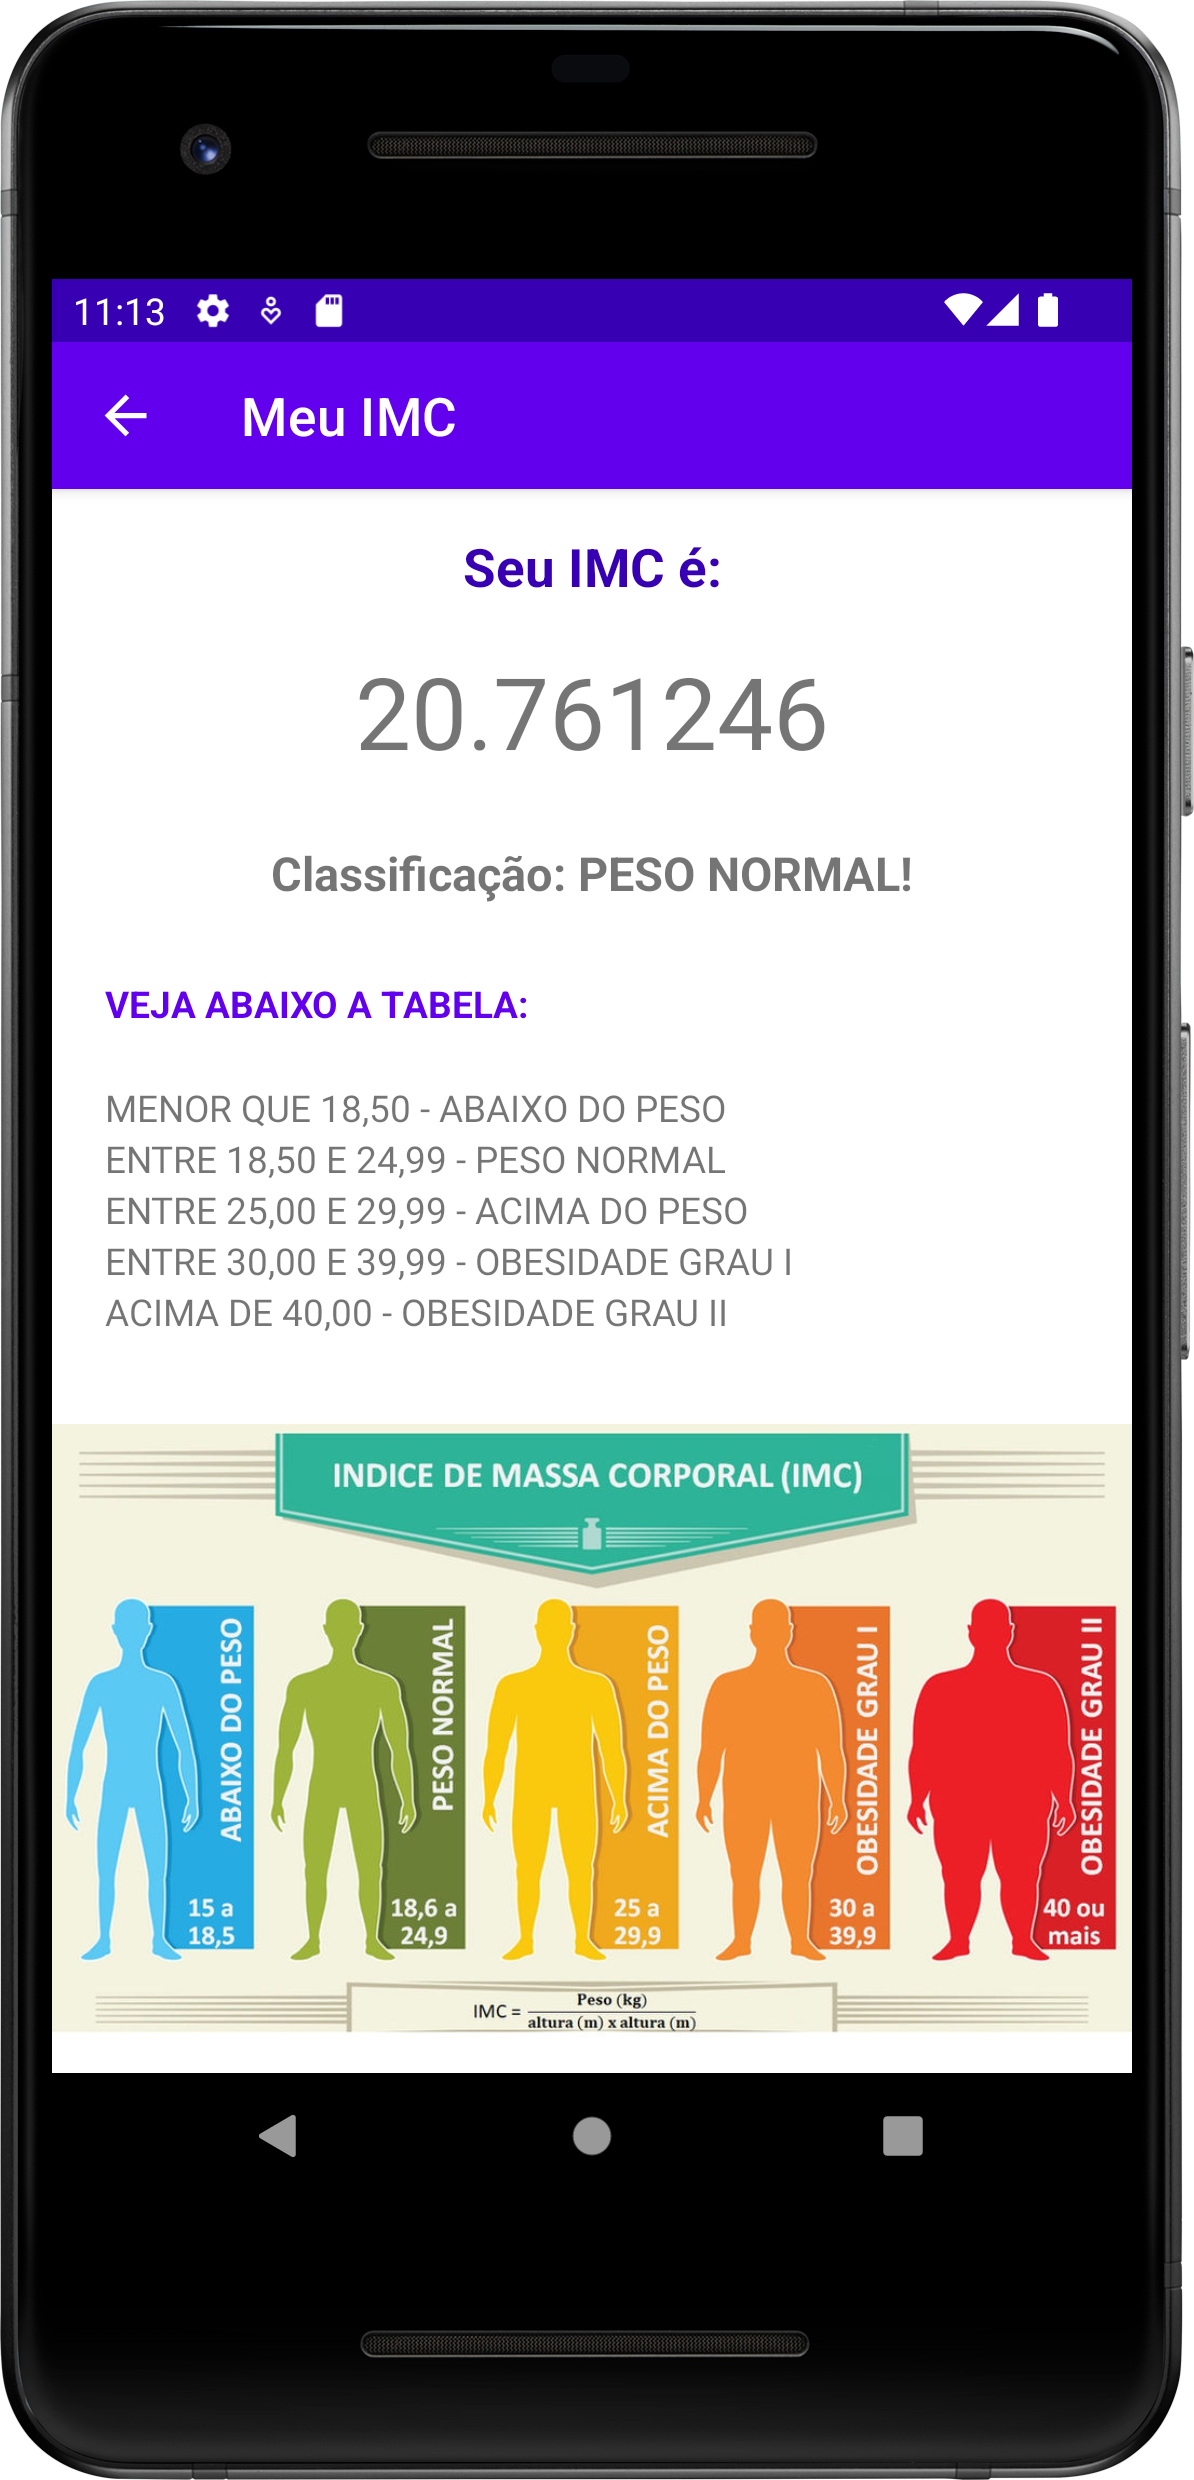 11:13
Meu IMC
Seu IMC é:
20.761246
Classificação: PESO NORMAL!
VEJA ABAIXO A TABELA:
MENOR QUE 18,50 - ABAIXO DO PESO
ENTRE 18,50 E 24,99 - PESO NORMAL
ENTRE 25,00 E 29,99 - ACIMA DO PESO
ENTRE 30,00 E 39,99 - OBESIDADE GRAU I
ACIMA DE 40,00 - OBESIDADE GRAU II
INDICE DE MASSA CORPORAL (IMC)
ABAIXO DO PESO
15 a
18,5
PESO NORMAL
18,6 a
24,9
ACIMA DO PESO
25 a
29,9
OBESIDADE GRAU I
30 a
39,9
OBESIDADE GRAU II
40 ou
mais
IMC = Peso (kg)
altura (m) x altura (m)